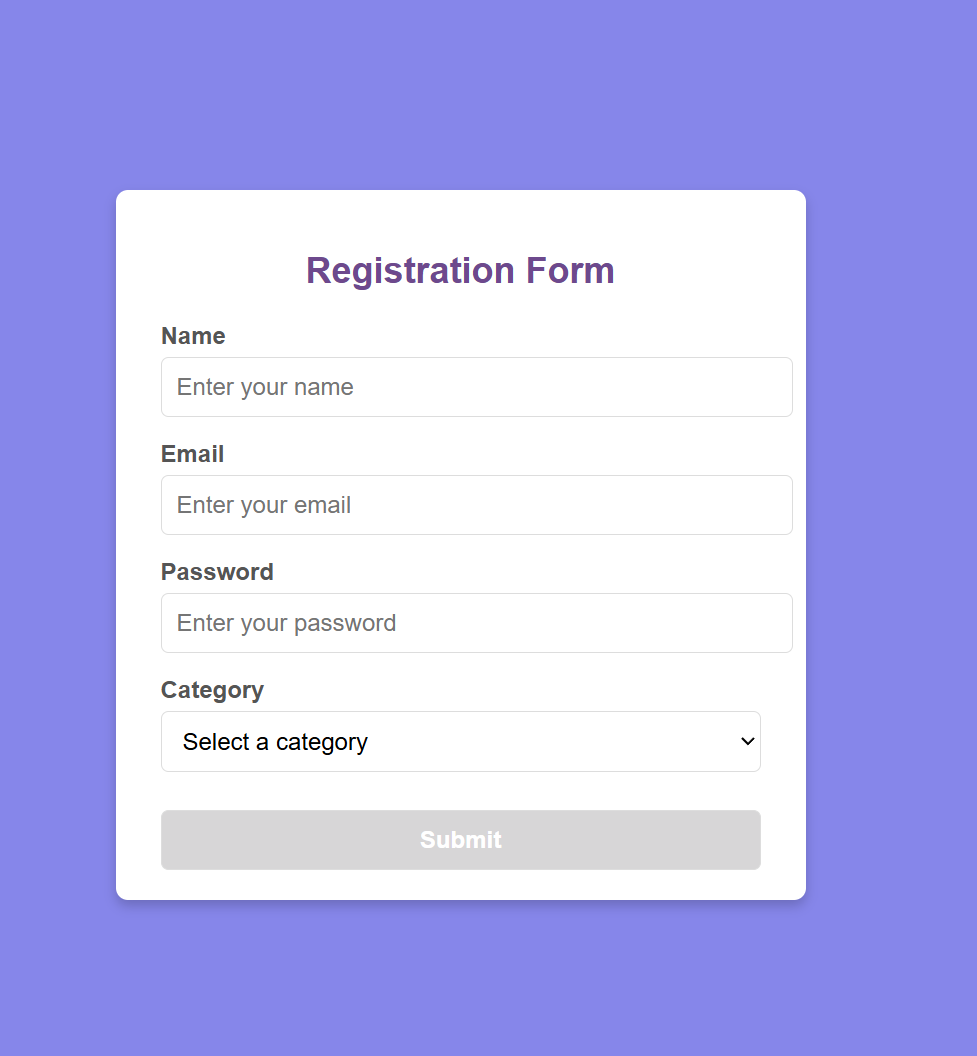 Registration Form
Name
Enter your name
Email
Enter your email
Password
Enter your password
Category
Select a category
Submit